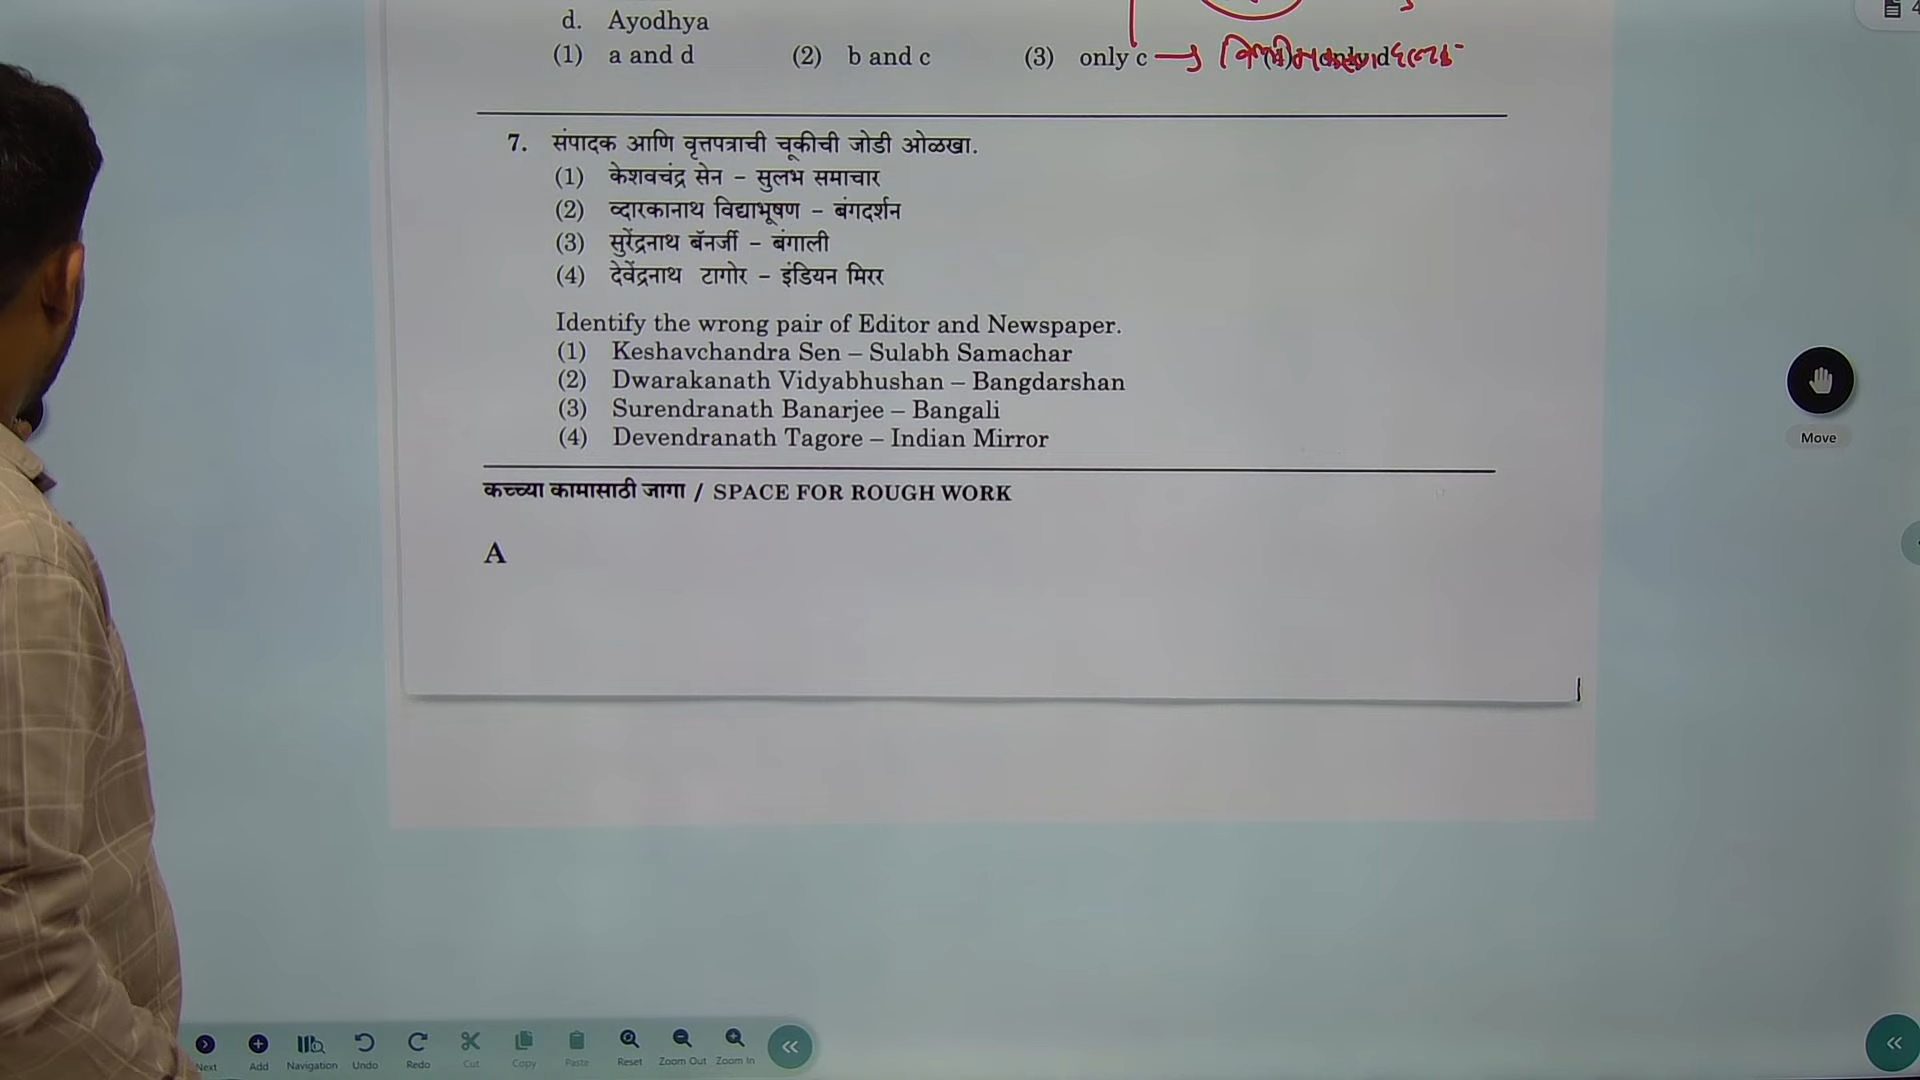 d. Ayodhya
(1) a and d (2) b and c (3) only c
7. संपादक आणि वृत्तपत्राची चूकीची जोडी ओळखा.
(1) केशवचंद्र सेन – सुलभ समाचार
(2) व्दारकानाथ विद्याभूषण – बंगदर्शन
(3) सुरेंद्रनाथ बॅनर्जी – बंगाली
(4) देवेंद्रनाथ टागोर – इंडियन मिरर
Identify the wrong pair of Editor and Newspaper.
(1) Keshavchandra Sen – Sulabh Samachar
(2) Dwarakanath Vidyabhushan – Bangdarshan
(3) Surendranath Banarjee – Bangali
(4) Devendranath Tagore – Indian Mirror
Move
कच्च्या कामासाठी जागा / SPACE FOR ROUGH WORK
A
Next Add Navigation Undo Redo Cut Copy Paste Reset Zoom Out Zoom In